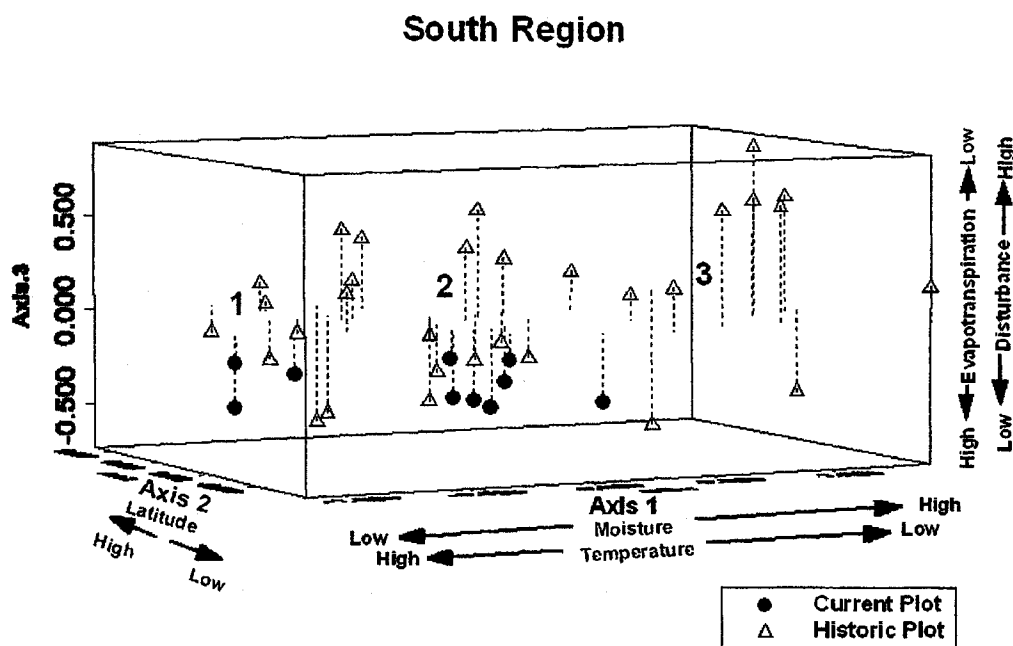 South Region
Axis 3
0.500
0.000
-0.500
1
2
3
High ← Evapotranspiration → Low
Low ← Disturbance → High
Axis 2
Latitude
High
Low
Axis 1
Low Moisture High
High Temperature Low
Current Plot
Historic Plot